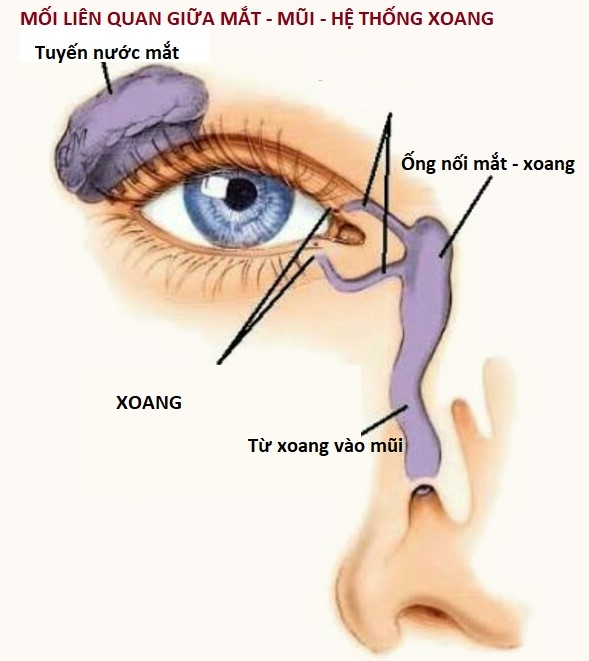 MỐI LIÊN QUAN GIỮA MẮT - MŨI - HỆ THỐNG XOANG
Tuyến nước mắt
Ống nối mắt - xoang
XOANG
Từ xoang vào mũi